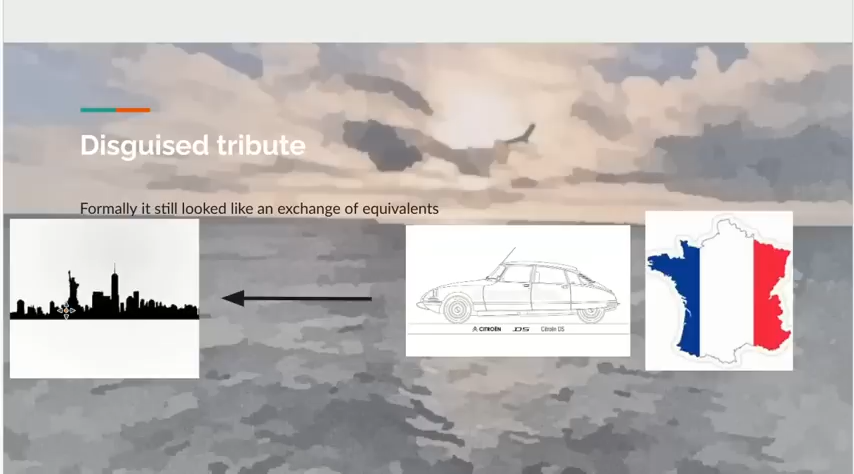 Disguised tribute
Formally it still looked like an exchange of equivalents
CITROËN DS Citroën DS